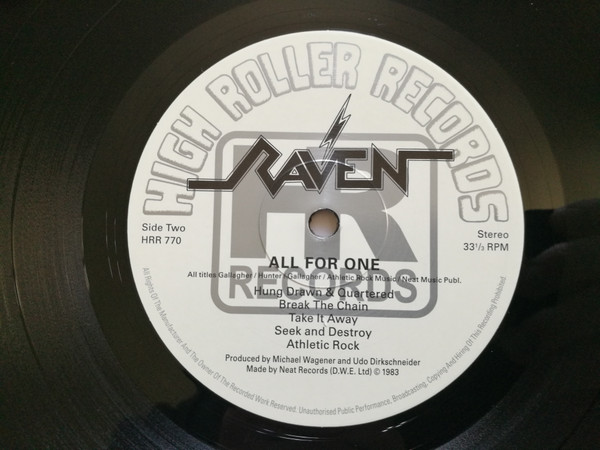 HIGH ROLLER RECORDS
RAVEN
Side Two
HRR 770
Stereo
33 1/3 RPM
HR
RECORDS
ALL FOR ONE
All titles Gallagher / Hunter / Gallagher / Athletic Rock Music / Neat Music Publ.
Hung Drawn & Quartered
Break The Chain
Take It Away
Seek and Destroy
Athletic Rock
Produced by Michael Wagener and Udo Dirkschneider
Made by Neat Records (D.W.E. Ltd) © 1983
All Rights Of The Manufacturer And The Owner Of The Recorded Work Reserved. Unauthorised Public Performance, Broadcasting, Copying And Hiring Of This Recording Prohibited.